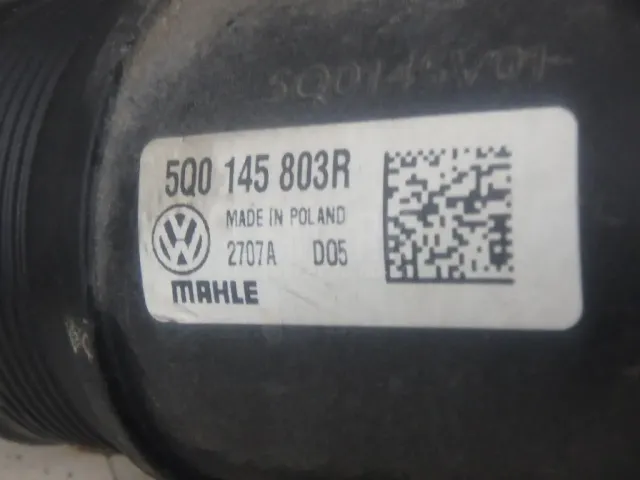 5Q0 145 803R
MADE IN POLAND
2707A D05
MAHLE